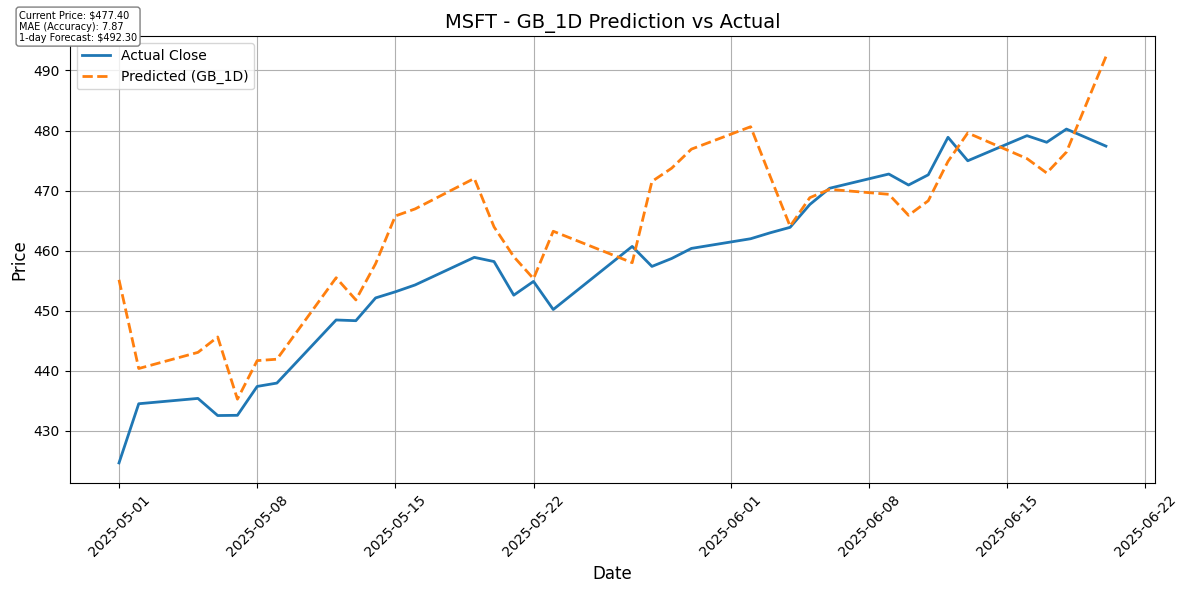 MSFT - GB_1D Prediction vs Actual
Current Price: $477.40
MAE (Accuracy): 7.87
1-day Forecast: $492.30
Actual Close
Predicted (GB_1D)
Price
490
480
470
460
450
440
430
2025-05-01
2025-05-08
2025-05-15
2025-05-22
2025-06-01
2025-06-08
2025-06-15
2025-06-22
Date